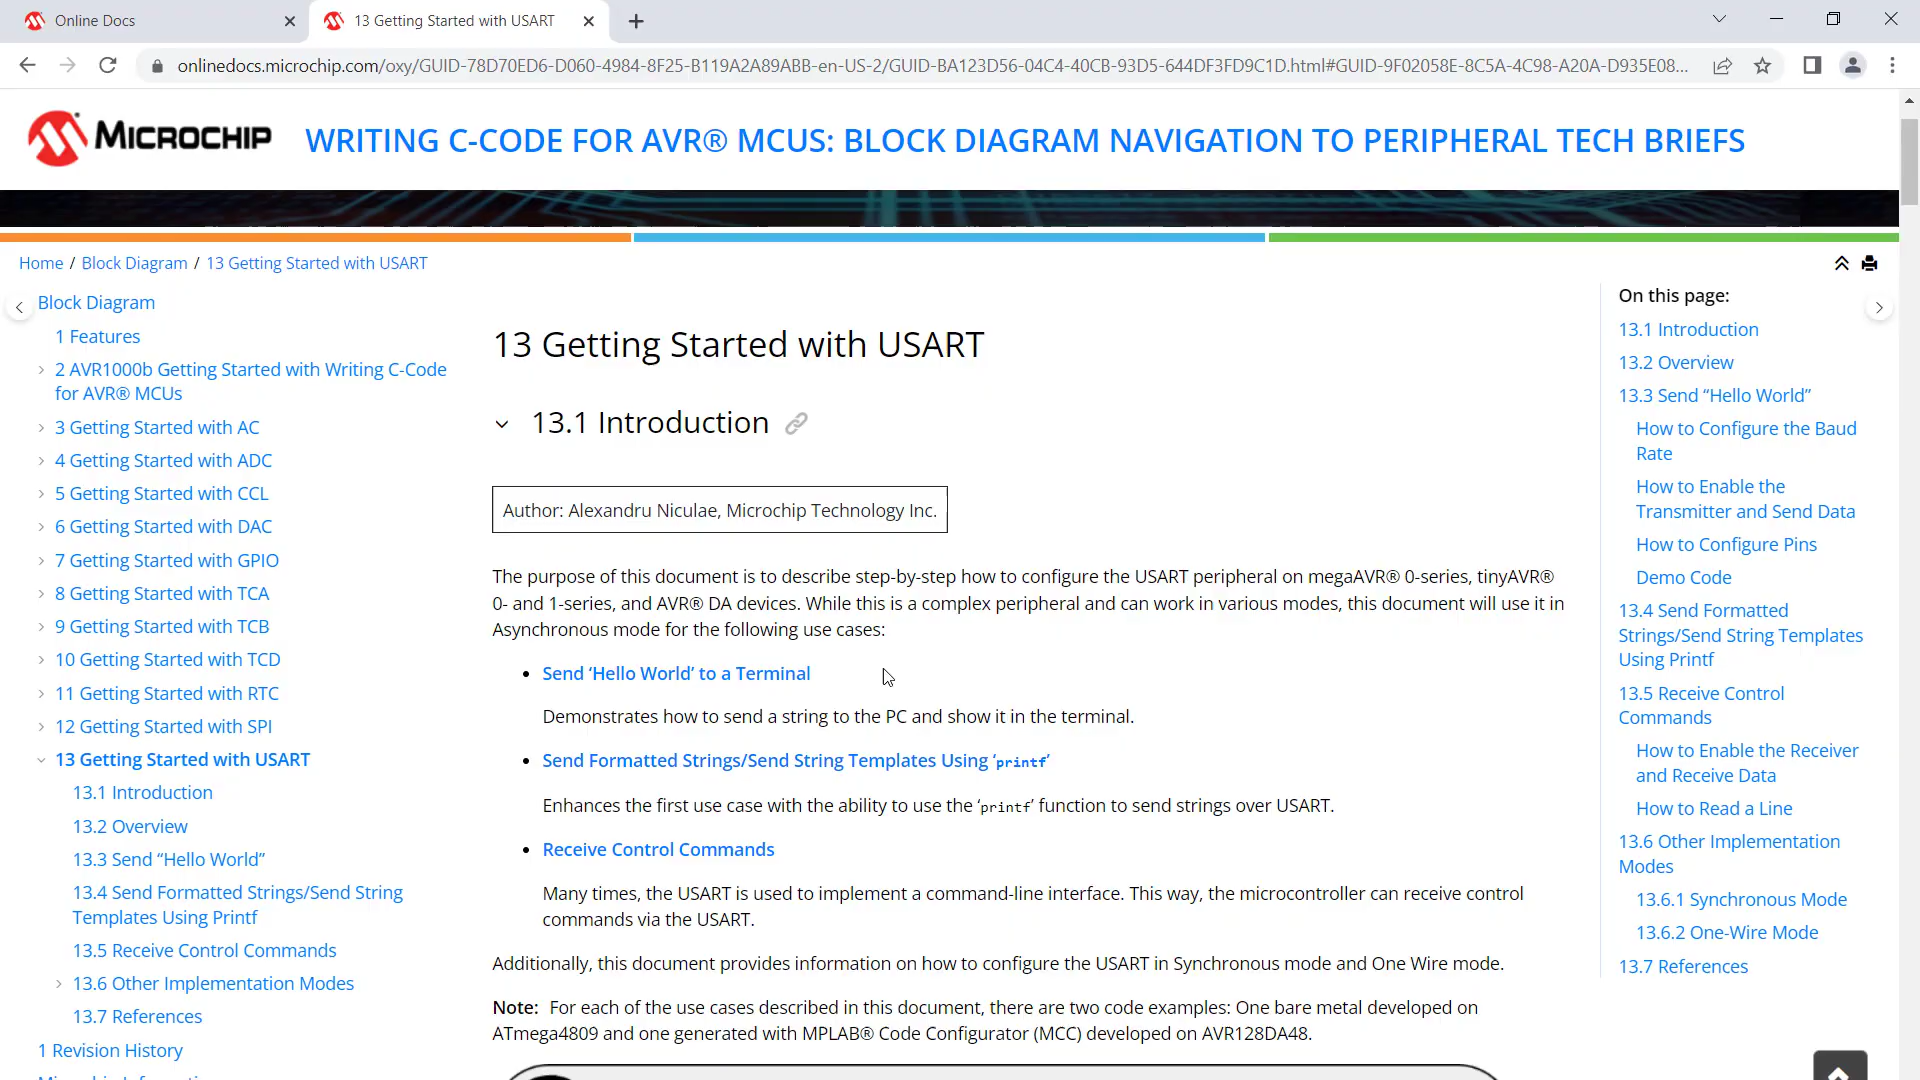 Online Docs
13 Getting Started with USART
onlinedocs.microchip.com/oxy/GUID-78D70ED6-D060-4984-8F25-B119A2A89ABB-en-US-2/GUID-BA123D56-04C4-40CB-93D5-644DF3FD9C1D.html#GUID-9F02058E-8C5A-4C98-A20A-D935E08...
MICROCHIP
WRITING C-CODE FOR AVR® MCUS: BLOCK DIAGRAM NAVIGATION TO PERIPHERAL TECH BRIEFS
Home / Block Diagram / 13 Getting Started with USART
Block Diagram
1 Features
2 AVR1000b Getting Started with Writing C-Code
for AVR® MCUs
3 Getting Started with AC
4 Getting Started with ADC
5 Getting Started with CCL
6 Getting Started with DAC
7 Getting Started with GPIO
8 Getting Started with TCA
9 Getting Started with TCB
10 Getting Started with TCD
11 Getting Started with RTC
12 Getting Started with SPI
13 Getting Started with USART
13.1 Introduction
13.2 Overview
13.3 Send “Hello World”
13.4 Send Formatted Strings/Send String
Templates Using Printf
13.5 Receive Control Commands
13.6 Other Implementation Modes
13.7 References
1 Revision History
13 Getting Started with USART
13.1 Introduction
Author: Alexandru Niculae, Microchip Technology Inc.
The purpose of this document is to describe step-by-step how to configure the USART peripheral on megaAVR® 0-series, tinyAVR®
0- and 1-series, and AVR® DA devices. While this is a complex peripheral and can work in various modes, this document will use it in
Asynchronous mode for the following use cases:
• Send ‘Hello World’ to a Terminal
Demonstrates how to send a string to the PC and show it in the terminal.
• Send Formatted Strings/Send String Templates Using ‘printf’
Enhances the first use case with the ability to use the ‘printf’ function to send strings over USART.
• Receive Control Commands
Many times, the USART is used to implement a command-line interface. This way, the microcontroller can receive control
commands via the USART.
Additionally, this document provides information on how to configure the USART in Synchronous mode and One Wire mode.
Note: For each of the use cases described in this document, there are two code examples: One bare metal developed on
ATmega4809 and one generated with MPLAB® Code Configurator (MCC) developed on AVR128DA48.
On this page:
13.1 Introduction
13.2 Overview
13.3 Send “Hello World”
How to Configure the Baud
Rate
How to Enable the
Transmitter and Send Data
How to Configure Pins
Demo Code
13.4 Send Formatted
Strings/Send String Templates
Using Printf
13.5 Receive Control
Commands
How to Enable the Receiver
and Receive Data
How to Read a Line
13.6 Other Implementation
Modes
13.6.1 Synchronous Mode
13.6.2 One-Wire Mode
13.7 References